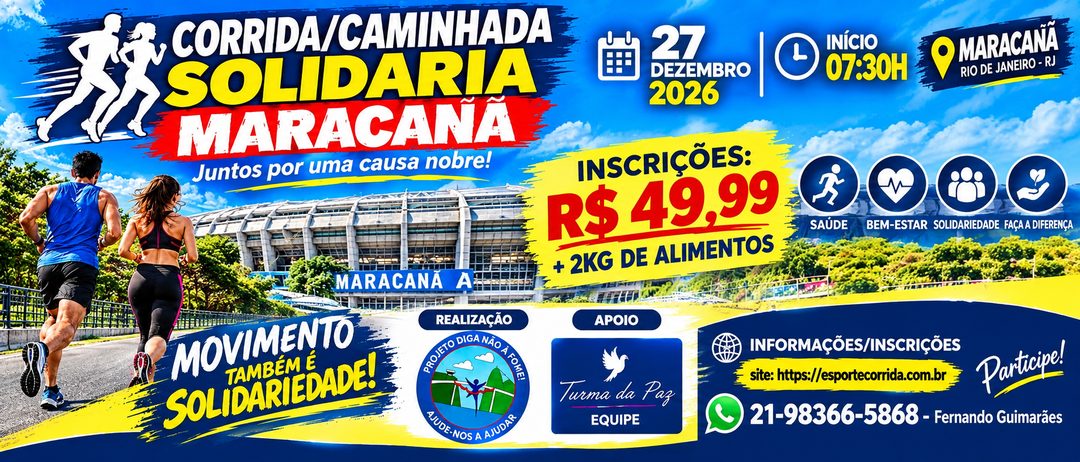 CORRIDA/CAMINHADA
SOLIDARIA
MARACAÑÃ
Juntos por uma causa nobre!
27
DEZEMBRO
2026
INÍCIO
07:30H
MARACAÑÃ
RIO DE JANEIRO - RJ
INSCRIÇÕES:
R$ 49,99
+ 2KG DE ALIMENTOS
SAÚDE
BEM-ESTAR
SOLIDARIEDADE
FAÇA A DIFERENÇA
MARACANÃ A
MOVIMENTO
TAMBÉM É
SOLIDARIEDADE!
REALIZAÇÃO
PROJETO DIGA NÃO À FOME!
AJUDE-NOS A AJUDAR
APOIO
Turma da Paz
EQUIPE
INFORMAÇÕES/INSCRIÇÕES
site: https://esportecorrida.com.br
Participe!
21-98366-5868 - Fernando Guimarães